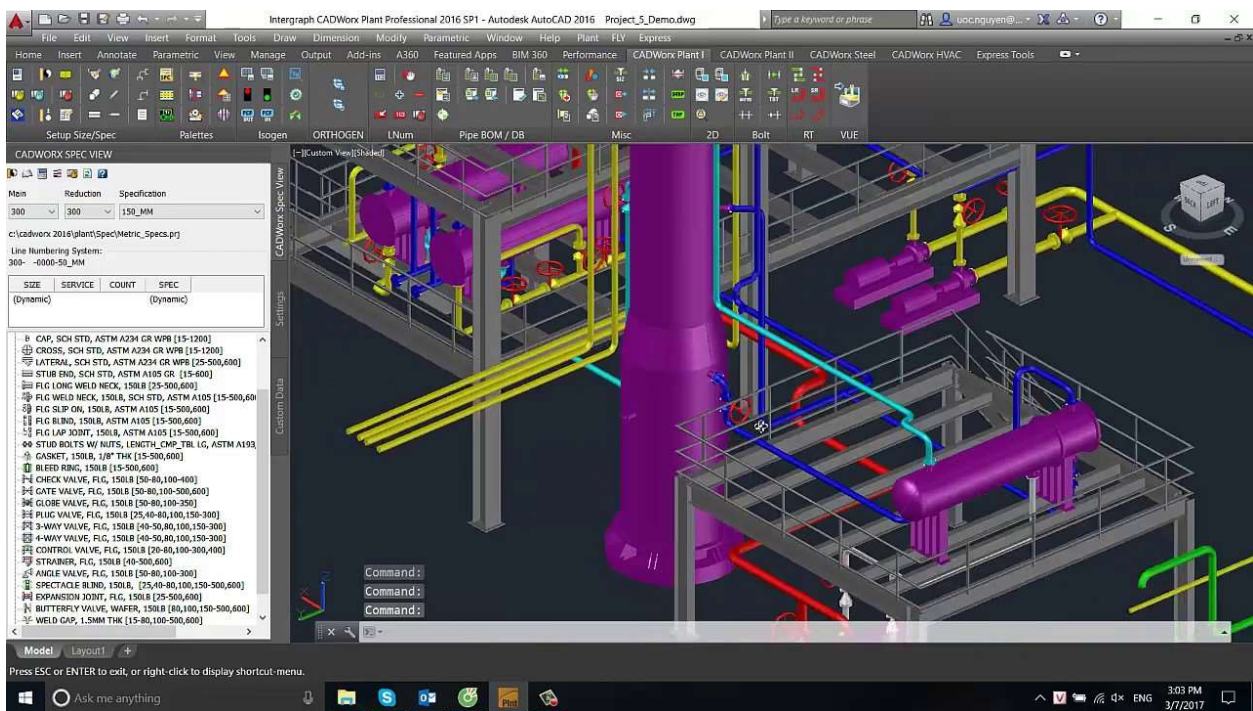 Intergraph CADWorx Plant Professional 2016 SP1 - Autodesk AutoCAD 2016 Project_5_Demo.dwg
Type a keyword or phrase
uoc.nguyen@...
File Edit View Insert Format Tools Draw Dimension Modify Parametric Window Help Plant FLY Express
Home Insert Annotate Parametric View Manage Output Add-ins A360 Featured Apps BIM 360 Performance CADWorx Plant I CADWorx Plant II CADWorx Steel CADWorx HVAC Express Tools
Setup Size/Spec Palettes Isogen ORTHOGEN LNum Pipe BOM / DB Misc 2D Bolt RT VUE
CADWORX SPEC VIEW
[-][Custom View][Shaded]
Main Reduction Specification
300 300 150_MM
c:\cadworx 2016\plant\Spec\Metric_Specs.prj
Line Numbering System:
300- -0000-50_MM
SIZE SERVICE COUNT SPEC
(Dynamic) (Dynamic)
CAP, SCH STD, ASTM A234 GR WPB [15-1200]
CROSS, SCH STD, ASTM A234 GR WPB [15-1200]
LATERAL, SCH STD, ASTM A234 GR WPB [25-500,600]
STUB END, SCH STD, ASTM A105 GR [15-600]
FLG LONG WELD NECK, 150LB [25-500,600]
FLG WELD NECK, 150LB, SCH STD, ASTM A105 [15-500,60
FLG SLIP ON, 150LB, ASTM A105 [15-500,600]
FLG BLIND, 150LB, ASTM A105 [15-500,600]
FLG LAP JOINT, 150LB, ASTM A105 [15-500,600]
STUD BOLTS W/ NUTS, LENGTH_CMP_TBL LG, ASTM A193,
GASKET, 150LB, 1/8" THK [15-500,600]
BLEED RING, 150LB [15-500,600]
CHECK VALVE, FLG, 150LB [50-80,100-400]
GATE VALVE, FLG, 150LB [50-80,100-500,600]
GLOBE VALVE, FLG, 150LB [50-80,100-350]
PLUG VALVE, FLG, 150LB [25,40-80,100,150-300]
3-WAY VALVE, FLG, 150LB [40-50,80,100,150-300]
4-WAY VALVE, FLG, 150LB [40-50,80,100,150-300]
CONTROL VALVE, FLG, 150LB [20-80,100-300,400]
STRAINER, FLG, 150LB [40-500,600]
ANGLE VALVE, FLG, 150LB [50-80,100-300]
SPECTACLE BLIND, 150LB, [25,40-80,100,150-500,600]
EXPANSION JOINT, FLG, 150LB [25-500,600]
BUTTERFLY VALVE, WAFER, 150LB [80,100,150-500,600]
WELD GAP, 1.5MM THK [15-80,100-500,600]
CADWorx Spec View
Settings
Custom Data
BACK LEFT
Command:
Command:
Command:
Model Layout1 +
Press ESC or ENTER to exit, or right-click to display shortcut-menu.
Ask me anything
ENG
3:03 PM
3/7/2017